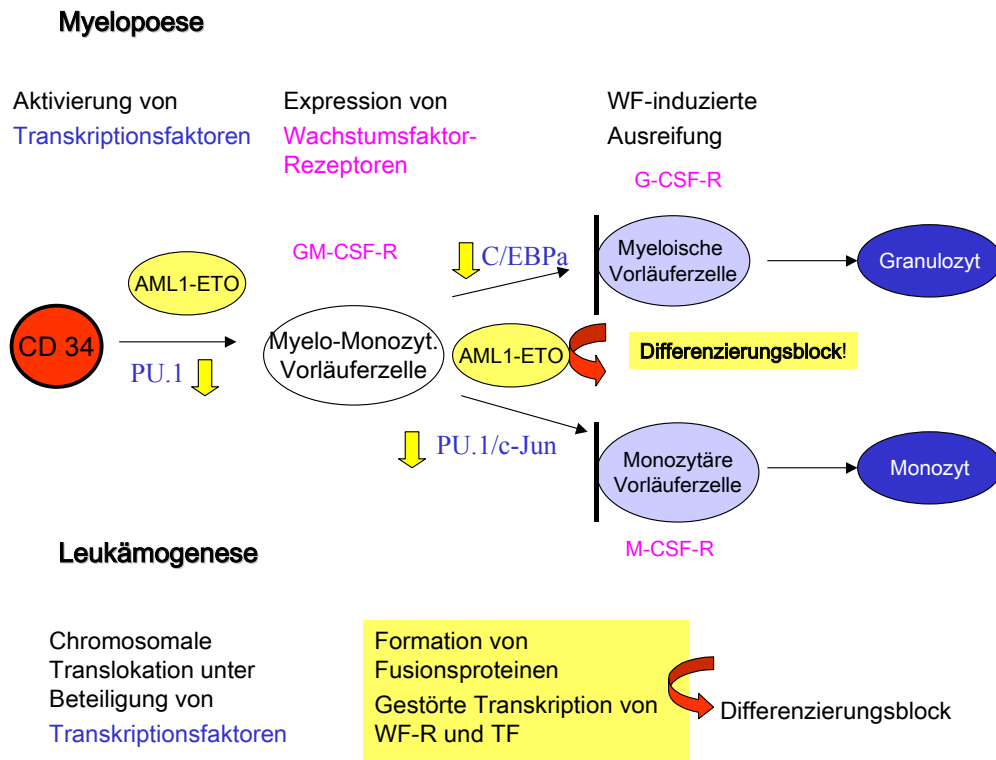 Myelopoese
Aktivierung von
Transkriptionsfaktoren
Expression von
Wachstumsfaktor-
Rezeptoren
WF-induzierte
Ausreifung
G-CSF-R
GM-CSF-R
C/EBPa
Myeloische
Vorläuferzelle
Granulozyt
AML1-ETO
CD 34
PU.1
Myelo-Monozyt.
Vorläuferzelle
AML1-ETO
Differenzierungsblock!
PU.1/c-Jun
Monozytäre
Vorläuferzelle
Monozyt
M-CSF-R
Leukämogenese
Chromosomale
Translokation unter
Beteiligung von
Transkriptionsfaktoren
Formation von
Fusionsproteinen
Gestörte Transkription von
WF-R und TF
Differenzierungsblock